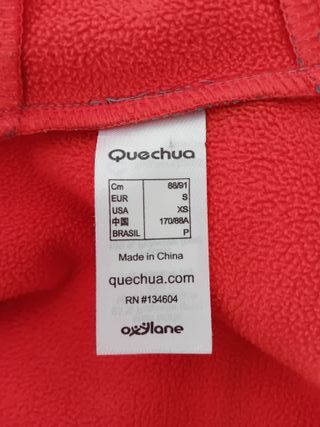 Quechua
Cm 88/91
EUR S
USA XS
中国 170/88A
BRASIL P
Made in China
quechua.com
RN #134604
oxylane